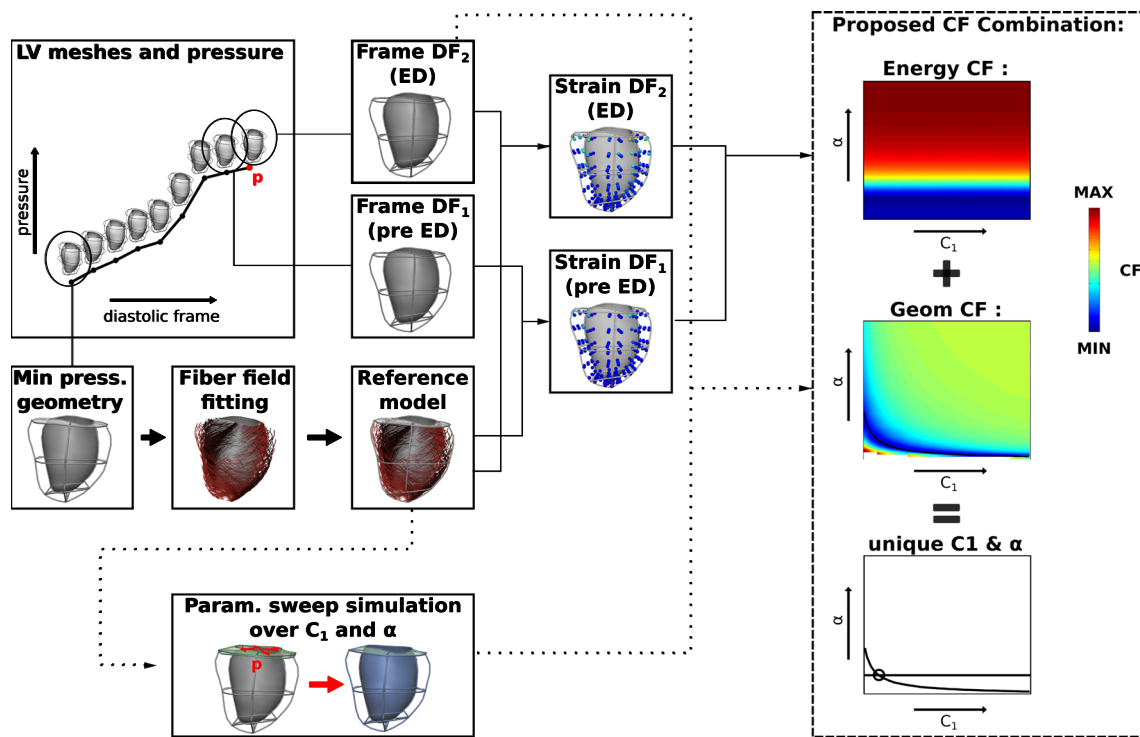 LV meshes and pressure
pressure
p
diastolic frame
Frame DF₂
(ED)
Frame DF₁
(pre ED)
Strain DF₂
(ED)
Strain DF₁
(pre ED)
Min press.
geometry
Fiber field
fitting
Reference
model
Param. sweep simulation
over C₁ and α
p
Proposed CF Combination:
Energy CF :
α
C₁
+
Geom CF :
α
C₁
=
unique C1 & α
α
C₁
MAX
CF
MIN